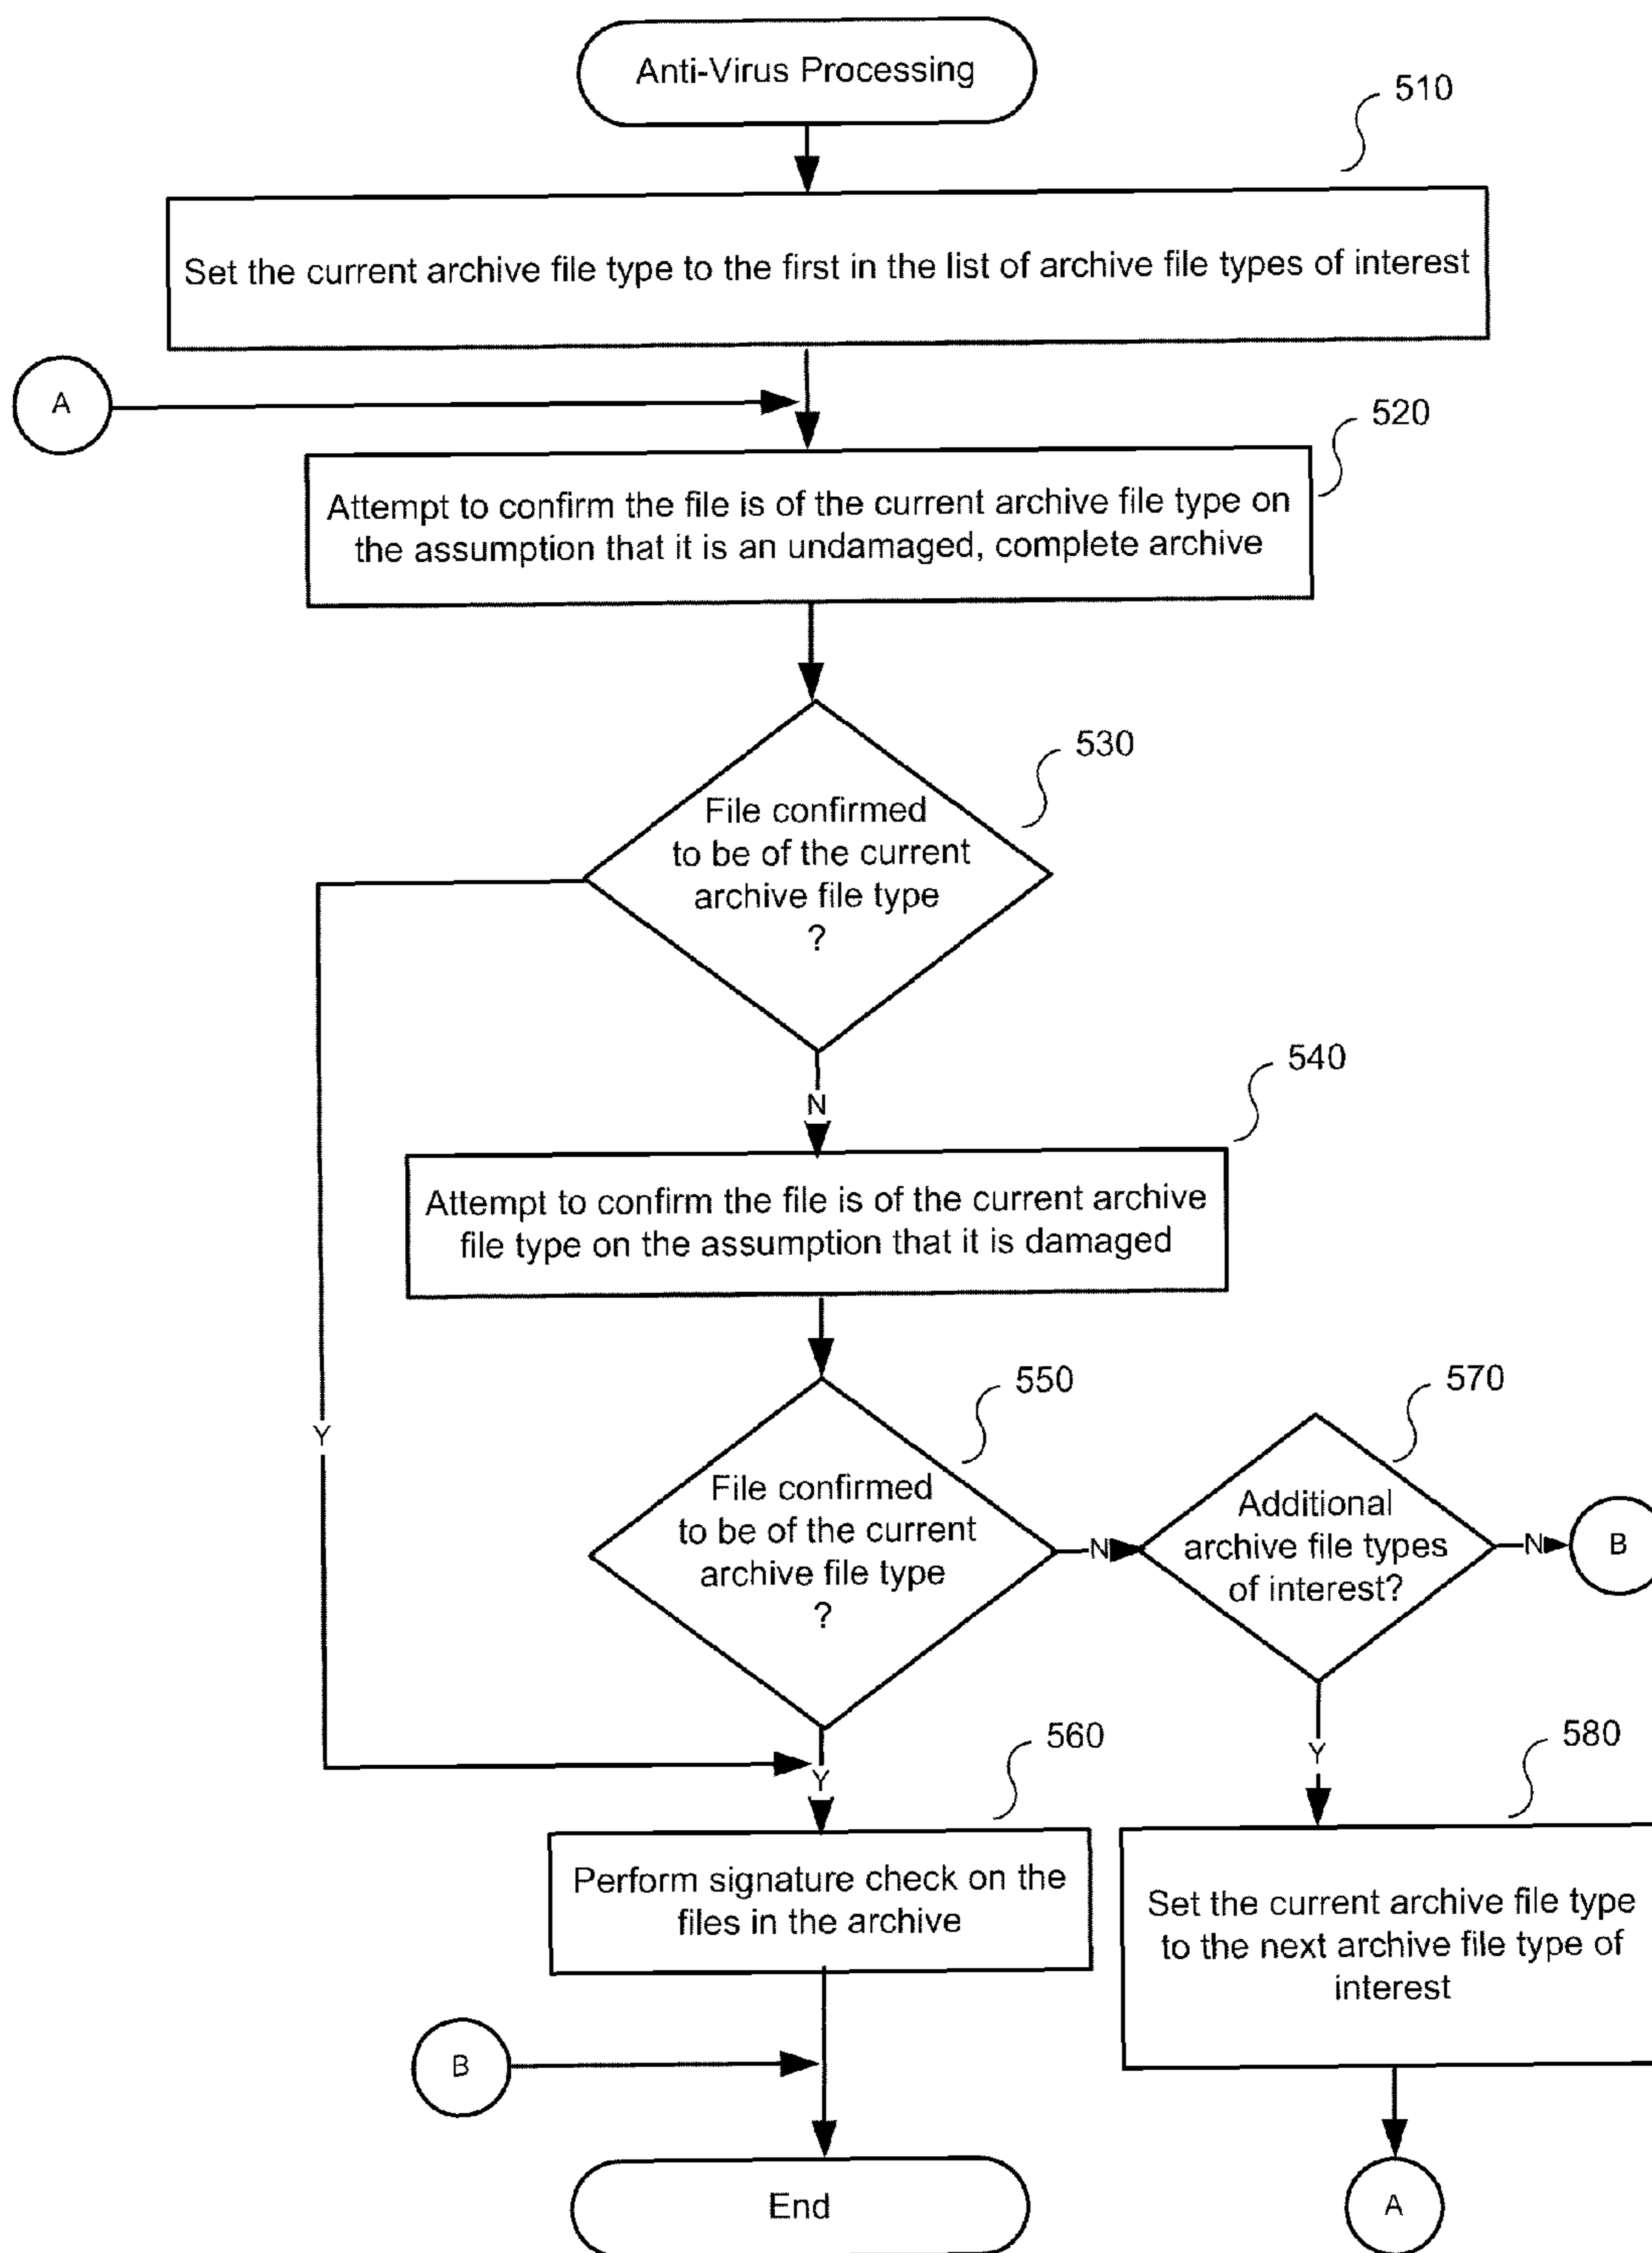 Anti-Virus Processing
510
Set the current archive file type to the first in the list of archive file types of interest
A
520
Attempt to confirm the file is of the current archive file type on
the assumption that it is an undamaged, complete archive
530
File confirmed
to be of the current
archive file type
?
N
540
Attempt to confirm the file is of the current archive
file type on the assumption that it is damaged
Y
550
File confirmed
to be of the current
archive file type
?
N
570
Additional
archive file types
of interest?
N
B
Y
560
Perform signature check on the
files in the archive
Y
580
Set the current archive file type
to the next archive file type of
interest
B
End
A